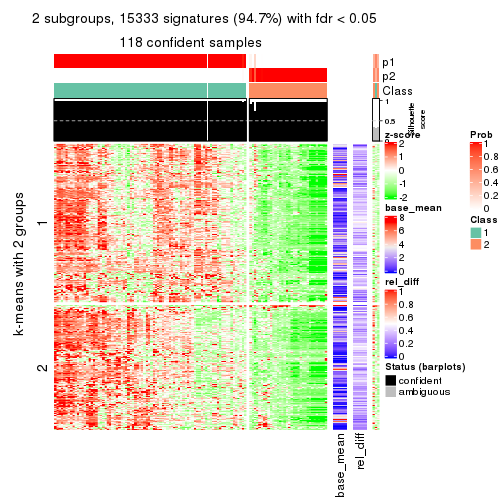 2 subgroups, 15333 signatures (94.7%) with fdr < 0.05
118 confident samples
p1
p2
Class
1
0.5
0
Silhouette
score
k-means with 2 groups
1
2
z-score
2
1
0
-1
-2
base_mean
8
6
4
2
0
rel_diff
1
0.8
0.6
0.4
0.2
0
Status (barplots)
confident
ambiguous
Prob
1
0.8
0.6
0.4
0.2
0
Class
1
2
base_mean
rel_diff